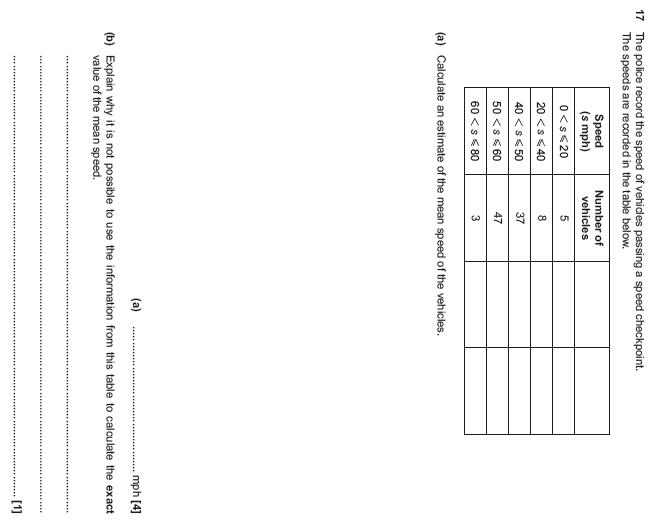 17 The police record the speed of vehicles passing a speed checkpoint.
The speeds are recorded in the table below.
Speed (s mph) Number of vehicles
0 < s ⩽ 20 5
20 < s ⩽ 40 8
40 < s ⩽ 50 37
50 < s ⩽ 60 47
60 < s ⩽ 80 3
(a) Calculate an estimate of the mean speed of the vehicles.
(a) ........................................ mph [4]
(b) Explain why it is not possible to use the information from this table to calculate the exact
value of the mean speed.
................................................................................
................................................................................
................................................................................ [1]